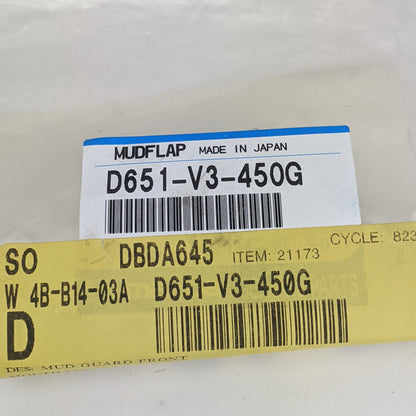 MUDFLAP MADE IN JAPAN
D651-V3-450G
SO DBDA645 ITEM: 21173 CYCLE: 823
W 4B-B14-03A D651-V3-450G
D
DES: MUD GUARD FRONT